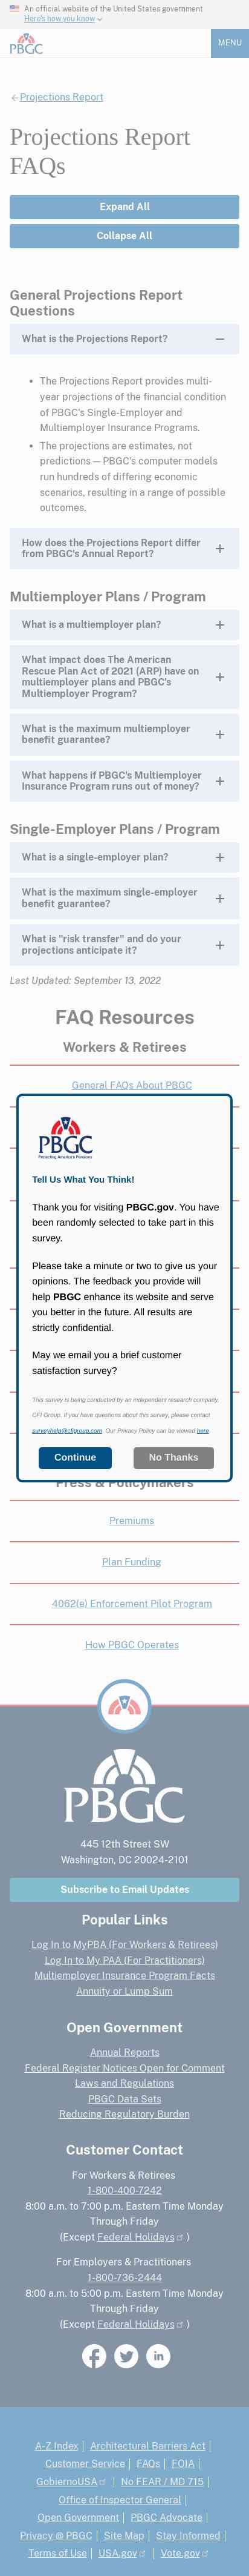 An official website of the United States government
Here's how you know
PBGC
MENU
Projections Report
Projections Report
FAQs
Expand All
Collapse All
General Projections Report
Questions
What is the Projections Report?
• The Projections Report provides multi-
year projections of the financial condition
of PBGC's Single-Employer and
Multiemployer Insurance Programs.
• The projections are estimates, not
predictions — PBGC's computer models
run hundreds of differing economic
scenarios, resulting in a range of possible
outcomes.
How does the Projections Report differ
from PBGC's Annual Report?
Multiemployer Plans / Program
What is a multiemployer plan?
What impact does The American
Rescue Plan Act of 2021 (ARP) have on
multiemployer plans and PBGC's
Multiemployer Program?
What is the maximum multiemployer
benefit guarantee?
What happens if PBGC's Multiemployer
Insurance Program runs out of money?
Single-Employer Plans / Program
What is a single-employer plan?
What is the maximum single-employer
benefit guarantee?
What is "risk transfer" and do your
projections anticipate it?
Last Updated: September 13, 2022
FAQ Resources
Workers & Retirees
General FAQs About PBGC
PBGC
Protecting America's Pensions
Tell Us What You Think!
Thank you for visiting PBGC.gov. You have
been randomly selected to take part in this
survey.
Please take a minute or two to give us your
opinions. The feedback you provide will
help PBGC enhance its website and serve
you better in the future. All results are
strictly confidential.
May we email you a brief customer
satisfaction survey?
This survey is being conducted by an independent research company,
CFI Group. If you have questions about this survey, please contact
surveyhelp@cfigroup.com. Our Privacy Policy can be viewed here
Continue
No Thanks
Press & Policymakers
Premiums
Plan Funding
4062(e) Enforcement Pilot Program
How PBGC Operates
PBGC
445 12th Street SW
Washington, DC 20024-2101
Subscribe to Email Updates
Popular Links
Log In to MyPBA (For Workers & Retirees)
Log In to My PAA (For Practitioners)
Multiemployer Insurance Program Facts
Annuity or Lump Sum
Open Government
Annual Reports
Federal Register Notices Open for Comment
Laws and Regulations
PBGC Data Sets
Reducing Regulatory Burden
Customer Contact
For Workers & Retirees
1-800-400-7242
8:00 a.m. to 7:00 p.m. Eastern Time Monday
Through Friday
(Except Federal Holidays )
For Employers & Practitioners
1-800-736-2444
8:00 a.m. to 5:00 p.m. Eastern Time Monday
Through Friday
(Except Federal Holidays )
A-Z Index | Architectural Barriers Act |
Customer Service | FAQs | FOIA |
GobiernoUSA | No FEAR / MD 715 |
Office of Inspector General |
Open Government | PBGC Advocate |
Privacy @ PBGC | Site Map | Stay Informed |
Terms of Use | USA.gov | Vote.gov